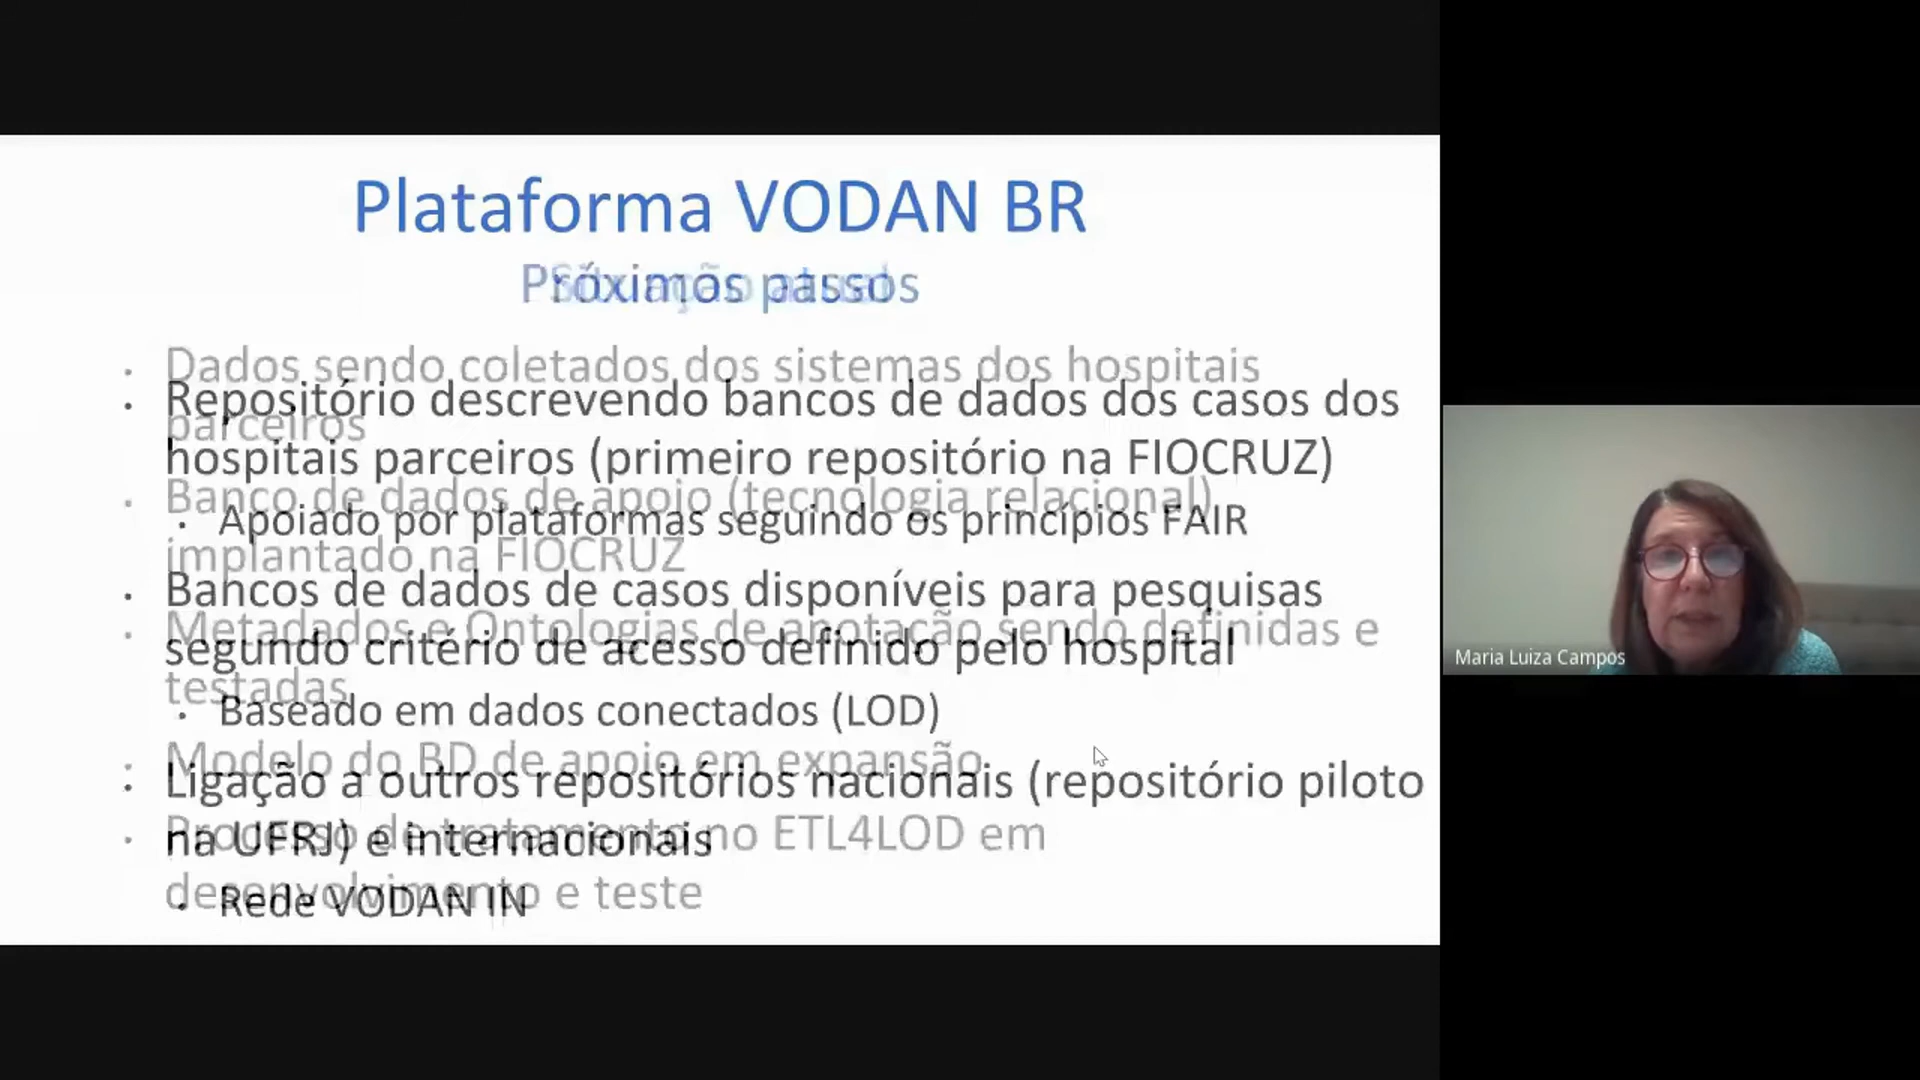 Plataforma VODAN BR
Próximos passos
Situação atual
Dados sendo coletados dos sistemas dos hospitais
parceiros
Banco de dados de apoio (tecnologia relacional)
implantado na FIOCRUZ
Metadados e Ontologias de anotação sendo definidas e
testadas
Modelo do BD de apoio em expansão
Processo de tratamento no ETL4LOD em
desenvolvimento e teste
Repositório descrevendo bancos de dados dos casos dos
hospitais parceiros (primeiro repositório na FIOCRUZ)
Apoiado por plataformas seguindo os princípios FAIR
Bancos de dados de casos disponíveis para pesquisas
segundo critério de acesso definido pelo hospital
Baseado em dados conectados (LOD)
Ligação a outros repositórios nacionais (repositório piloto
na UFRJ) e internacionais
Rede VODAN IN
Maria Luiza Campos